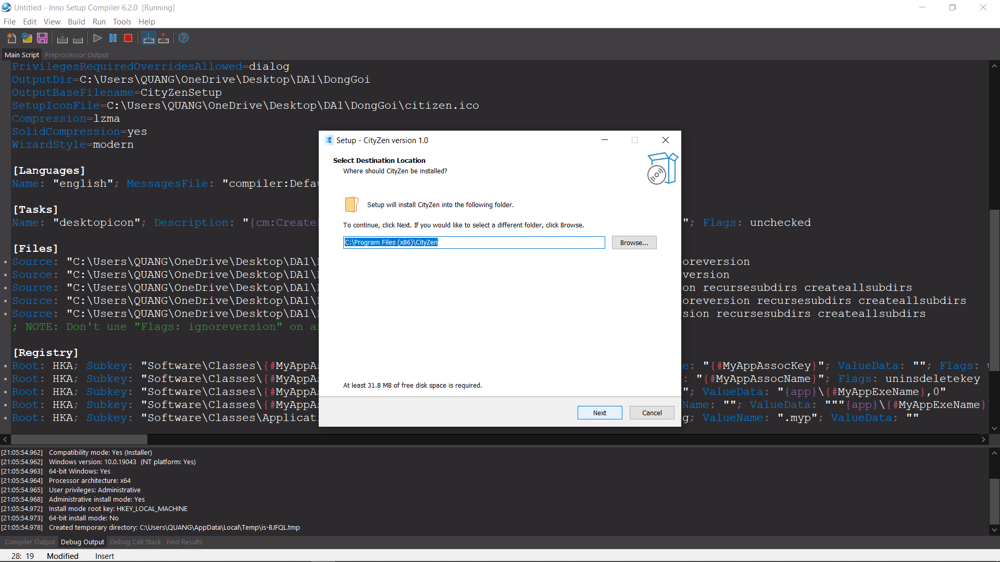 Untitled - Inno Setup Compiler 6.2.0  [Running]
File Edit View Build Run Tools Help
Main Script Preprocessor Output
PrivilegesRequiredOverridesAllowed=dialog
OutputDir=C:\Users\QUANG\OneDrive\Desktop\DA1\DongGoi
OutputBaseFilename=CityZenSetup
SetupIconFile=C:\Users\QUANG\OneDrive\Desktop\DA1\DongGoi\citizen.ico
Compression=lzma
SolidCompression=yes
WizardStyle=modern
[Languages]
Name: "english"; MessagesFile: "compiler:Defau
[Tasks]
Name: "desktopicon"; Description: "{cm:Create "; Flags: unchecked
[Files]
Source: "C:\Users\QUANG\OneDrive\Desktop\DA1\ oreversion
Source: "C:\Users\QUANG\OneDrive\Desktop\DA1\ version
Source: "C:\Users\QUANG\OneDrive\Desktop\DA1\ on recursesubdirs createallsubdirs
Source: "C:\Users\QUANG\OneDrive\Desktop\DA1\ oreversion recursesubdirs createallsubdirs
Source: "C:\Users\QUANG\OneDrive\Desktop\DA1\ sion recursesubdirs createallsubdirs
; NOTE: Don't use "Flags: ignoreversion" on an
[Registry]
Root: HKA; Subkey: "Software\Classes\{#MyAppAs e: "{#MyAppAssocKey}"; ValueData: ""; Flags:
Root: HKA; Subkey: "Software\Classes\{#MyAppAs : "{#MyAppAssocName}"; Flags: uninsdeletekey
Root: HKA; Subkey: "Software\Classes\{#MyAppAs "; ValueData: "{app}\{#MyAppExeName},0"
Root: HKA; Subkey: "Software\Classes\{#MyAppAs Name: ""; ValueData: """{app}\{#MyAppExeName}
Root: HKA; Subkey: "Software\Classes\Applicati g; ValueName: ".myp"; ValueData: ""
Setup - CityZen version 1.0
Select Destination Location
Where should CityZen be installed?
Setup will install CityZen into the following folder.
To continue, click Next. If you would like to select a different folder, click Browse.
C:\Program Files (x86)\CityZen
Browse...
At least 31.8 MB of free disk space is required.
Next Cancel
[21:05:54.962] Compatibility mode: Yes (Installer)
[21:05:54.962] Windows version: 10.0.19043  (NT platform: Yes)
[21:05:54.963] 64-bit Windows: Yes
[21:05:54.964] Processor architecture: x64
[21:05:54.965] User privileges: Administrative
[21:05:54.968] Administrative install mode: Yes
[21:05:54.972] Install mode root key: HKEY_LOCAL_MACHINE
[21:05:54.973] 64-bit install mode: No
[21:05:54.978] Created temporary directory: C:\Users\QUANG\AppData\Local\Temp\is-BJFQL.tmp
Compiler Output Debug Output Debug Call Stack Find Results
28: 19 Modified Insert